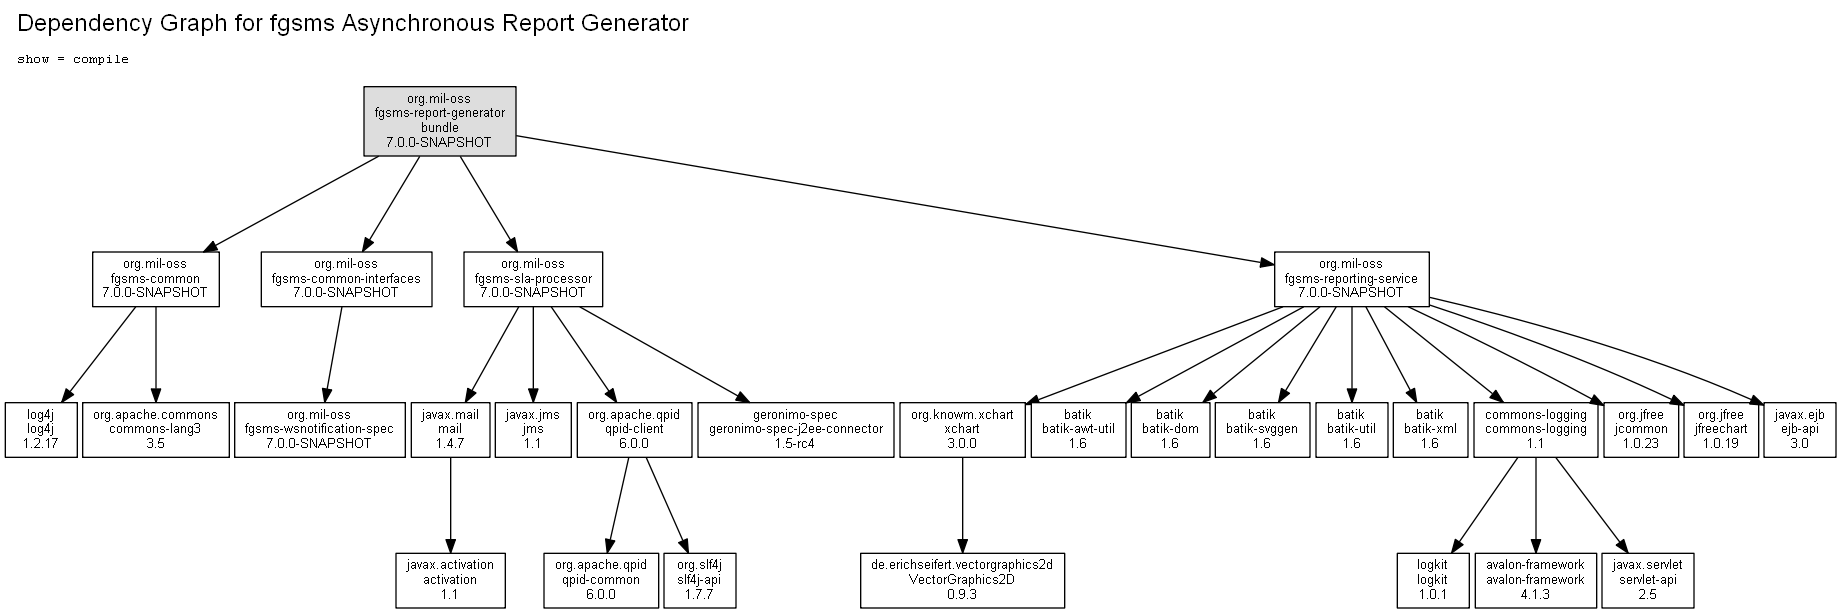 Dependency Graph for fgsms Asynchronous Report Generator
show = compile
org.mil-oss
fgsms-report-generator
bundle
7.0.0-SNAPSHOT
org.mil-oss
fgsms-common
7.0.0-SNAPSHOT
org.mil-oss
fgsms-common-interfaces
7.0.0-SNAPSHOT
org.mil-oss
fgsms-sla-processor
7.0.0-SNAPSHOT
org.mil-oss
fgsms-reporting-service
7.0.0-SNAPSHOT
log4j
log4j
1.2.17
org.apache.commons
commons-lang3
3.5
org.mil-oss
fgsms-wsnotification-spec
7.0.0-SNAPSHOT
javax.mail
mail
1.4.7
javax.jms
jms
1.1
org.apache.qpid
qpid-client
6.0.0
geronimo-spec
geronimo-spec-j2ee-connector
1.5-rc4
org.knowm.xchart
xchart
3.0.0
batik
batik-awt-util
1.6
batik
batik-dom
1.6
batik
batik-svggen
1.6
batik
batik-util
1.6
batik
batik-xml
1.6
commons-logging
commons-logging
1.1
org.jfree
jcommon
1.0.23
org.jfree
jfreechart
1.0.19
javax.ejb
ejb-api
3.0
javax.activation
activation
1.1
org.apache.qpid
qpid-common
6.0.0
org.slf4j
slf4j-api
1.7.7
de.erichseifert.vectorgraphics2d
VectorGraphics2D
0.9.3
logkit
logkit
1.0.1
avalon-framework
avalon-framework
4.1.3
javax.servlet
servlet-api
2.5